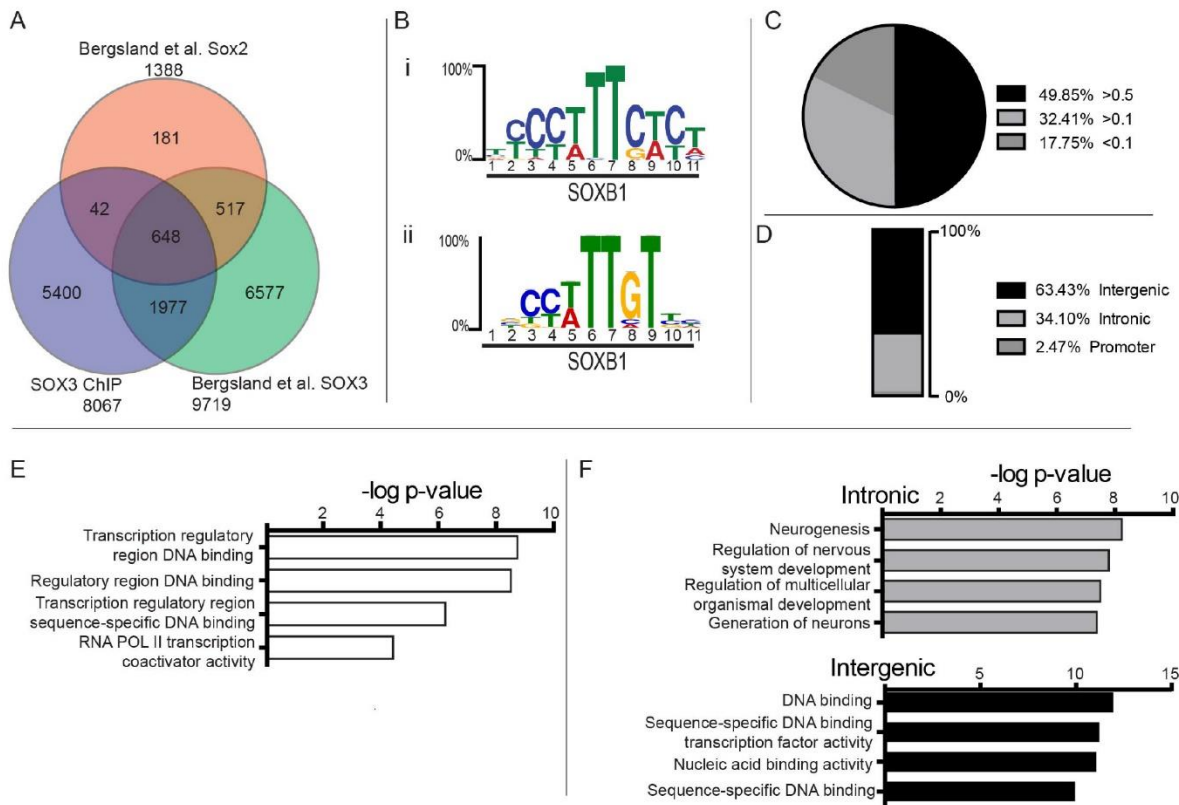 A
Bergsland et al. Sox2
1388
181
42
517
648
5400
1977
6577
SOX3 ChIP
8067
Bergsland et al. SOX3
9719
B
i
100%
0%
1 2 3 4 5 6 7 8 9 10 11
SOXB1
ii
100%
0%
1 2 3 4 5 6 7 8 9 10 11
SOXB1
C
49.85% >0.5
32.41% >0.1
17.75% <0.1
D
100%
0%
63.43% Intergenic
34.10% Intronic
2.47% Promoter
E
-log p-value
2 4 6 8 10
Transcription regulatory
region DNA binding
Regulatory region DNA binding
Transcription regulatory region
sequence-specific DNA binding
RNA POL II transcription
coactivator activity
F
-log p-value
Intronic
2 4 6 8 10
Neurogenesis
Regulation of nervous
system development
Regulation of multicellular
organismal development
Generation of neurons
Intergenic
5 10 15
DNA binding
Sequence-specific DNA binding
transcription factor activity
Nucleic acid binding activity
Sequence-specific DNA binding